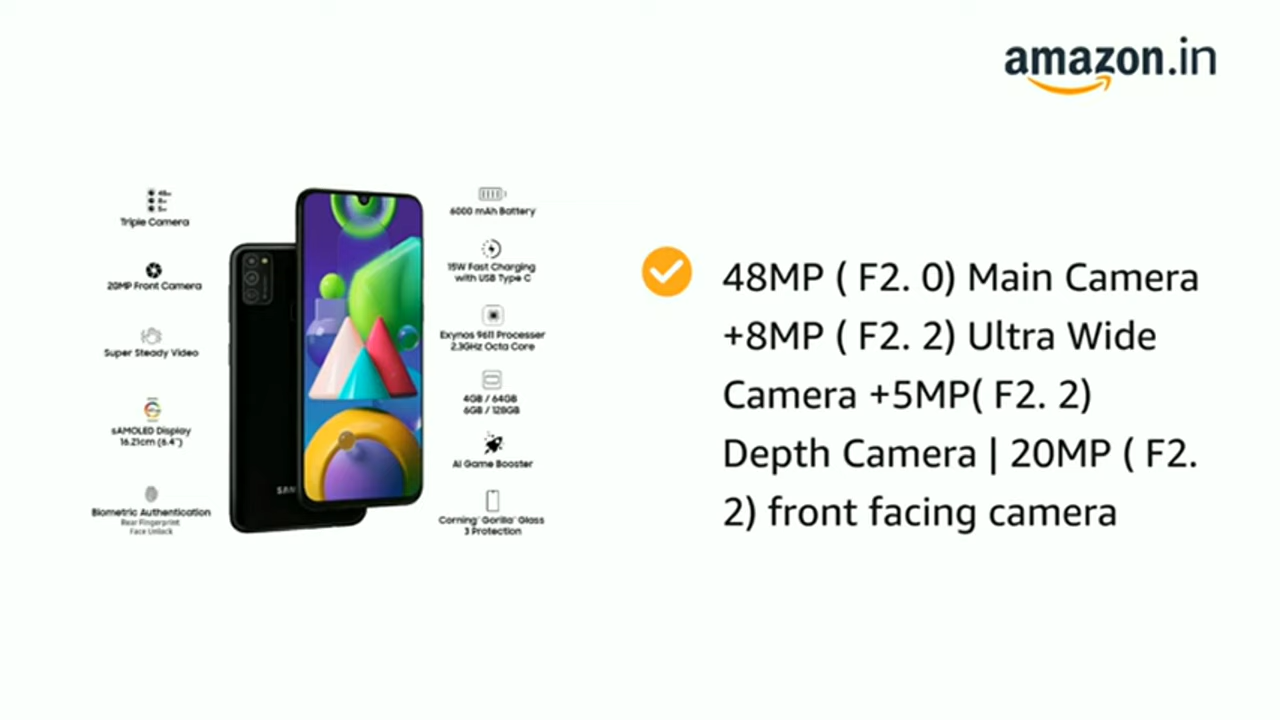 amazon.in
Triple Camera
20MP Front Camera
Super Steady Video
sAMOLED Display
16.21cm (6.4")
Biometric Authentication
Rear Fingerprint
Face Unlock
6000 mAh Battery
15W Fast Charging
with USB Type C
Exynos 9611 Processer
2.3GHz Octa Core
4GB / 64GB
6GB / 128GB
AI Game Booster
Corning® Gorilla® Glass
3 Protection
48MP ( F2. 0) Main Camera
+8MP ( F2. 2) Ultra Wide
Camera +5MP( F2. 2)
Depth Camera | 20MP ( F2.
2) front facing camera